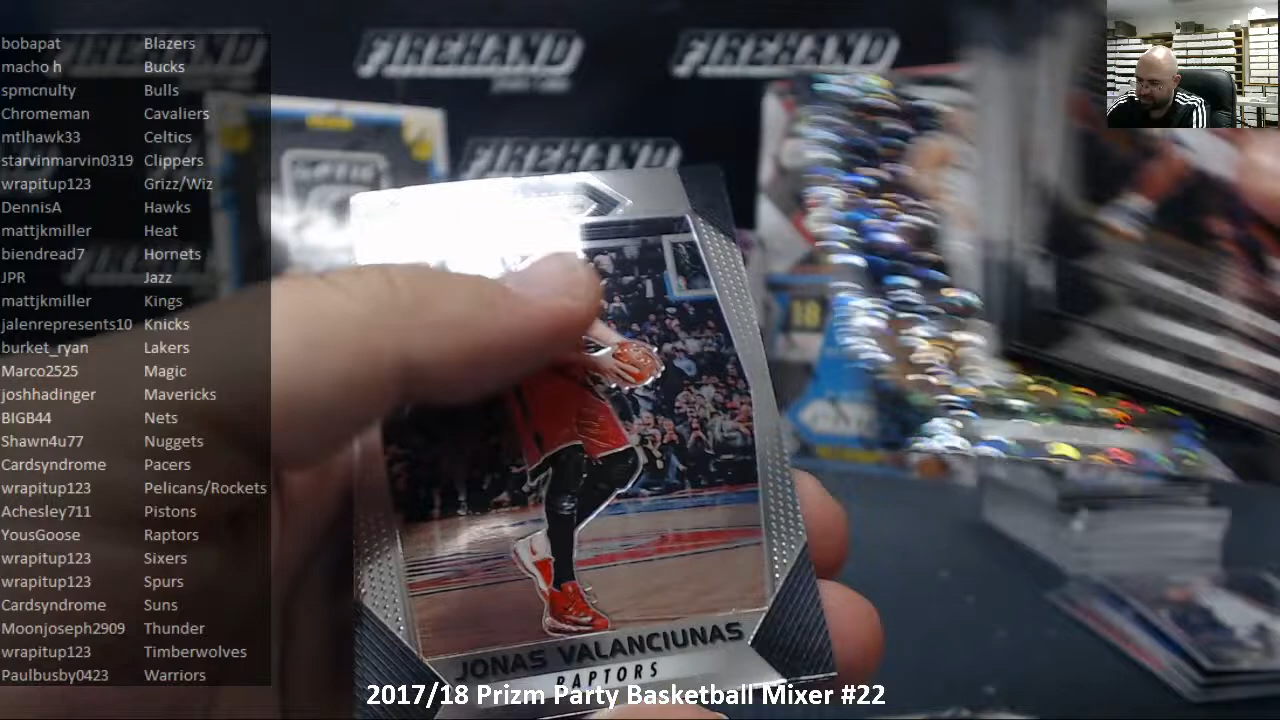 bobapat Blazers
macho h Bucks
spmcnulty Bulls
Chromeman Cavaliers
mtlhawk33 Celtics
starvinmarvin0319 Clippers
wrapitup123 Grizz/Wiz
DennisA Hawks
mattjkmiller Heat
biendread7 Hornets
JPR Jazz
mattjkmiller Kings
jalenrepresents10 Knicks
burket_ryan Lakers
Marco2525 Magic
joshhadinger Mavericks
BIGB44 Nets
Shawn4u77 Nuggets
Cardsyndrome Pacers
wrapitup123 Pelicans/Rockets
Achesley711 Pistons
YousGoose Raptors
wrapitup123 Sixers
wrapitup123 Spurs
Cardsyndrome Suns
Moonjoseph2909 Thunder
wrapitup123 Timberwolves
Paulbusby0423 Warriors
FIREHAND
FIREHAND
FIREHAND
OPTIC
18
JONAS VALANCIUNAS
RAPTORS
2017/18 Prizm Party Basketball Mixer #22